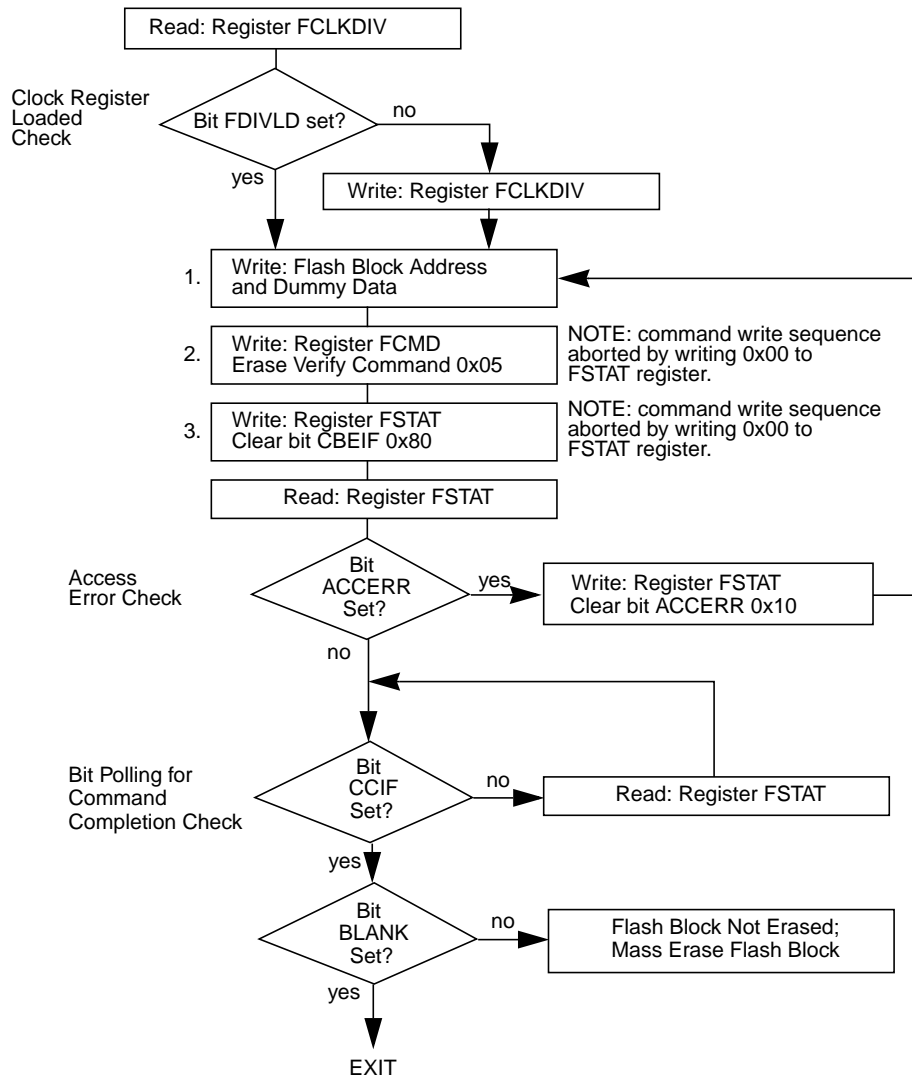 Read: Register FCLKDIV
Clock Register
Loaded
Check
Bit FDIVLD set?
no
yes
Write: Register FCLKDIV
1.
Write: Flash Block Address
and Dummy Data
2.
Write: Register FCMD
Erase Verify Command 0x05
NOTE: command write sequence
aborted by writing 0x00 to
FSTAT register.
3.
Write: Register FSTAT
Clear bit CBEIF 0x80
NOTE: command write sequence
aborted by writing 0x00 to
FSTAT register.
Read: Register FSTAT
Access
Error Check
Bit
ACCERR
Set?
yes
Write: Register FSTAT
Clear bit ACCERR 0x10
no
Bit Polling for
Command
Completion Check
Bit
CCIF
Set?
no
Read: Register FSTAT
yes
Bit
BLANK
Set?
no
Flash Block Not Erased;
Mass Erase Flash Block
yes
EXIT